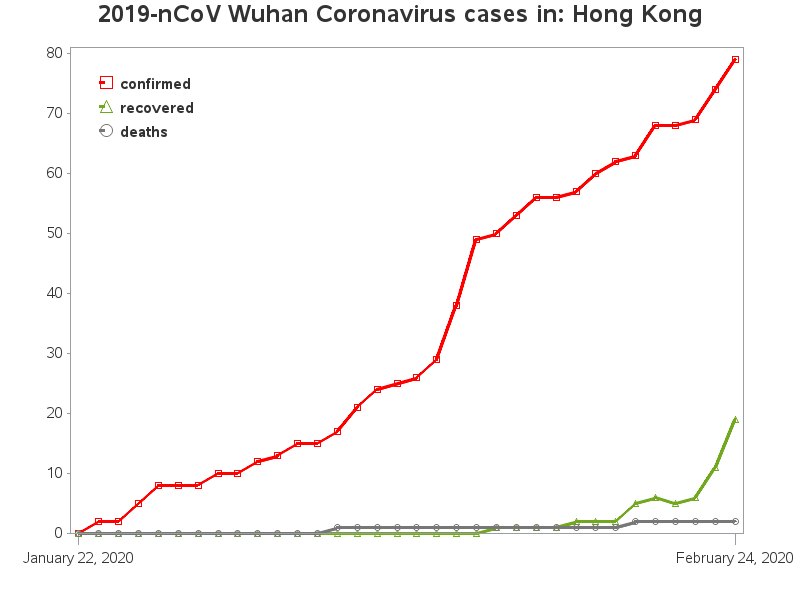 2019-nCoV Wuhan Coronavirus cases in: Hong Kong
80
confirmed
recovered
deaths
70
60
50
40
30
20
10
0
January 22, 2020
February 24, 2020